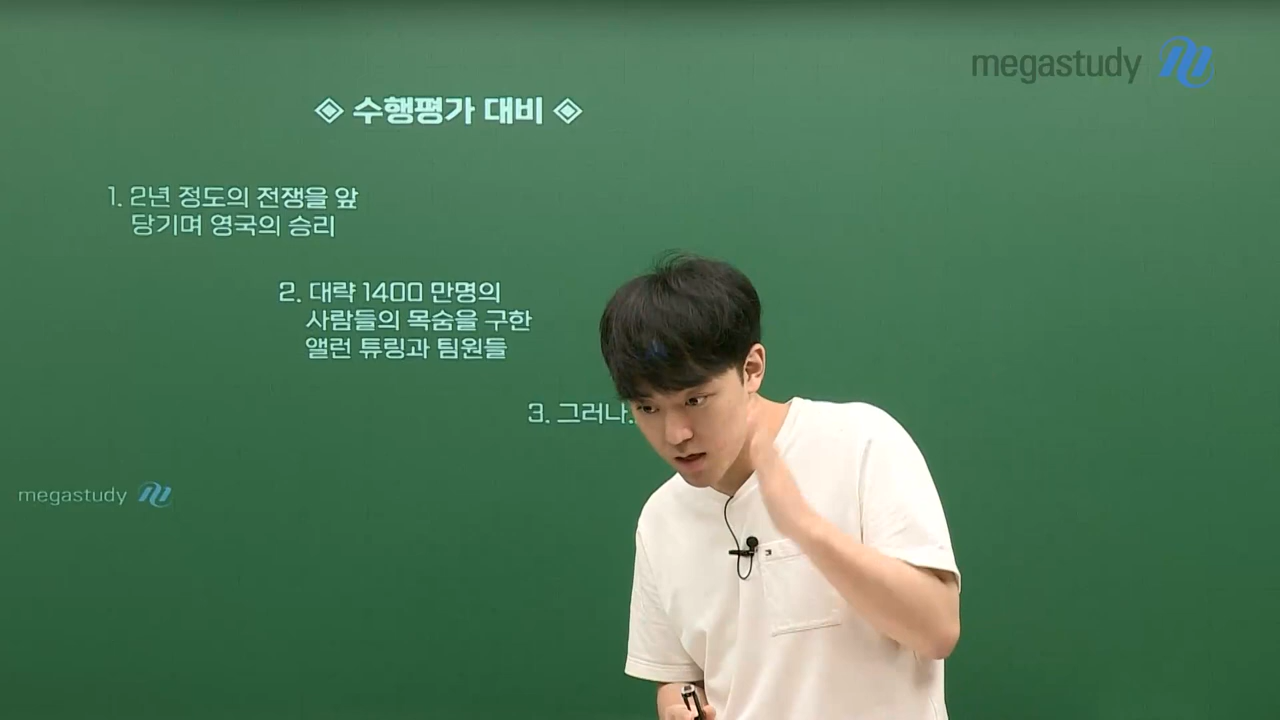 megastudy
◈ 수행평가 대비 ◈
1. 2년 정도의 전쟁을 앞
당기며 영국의 승리
2. 대략 1400 만명의
사람들의 목숨을 구한
앨런 튜링과 팀원들
3. 그러나.
megastudy